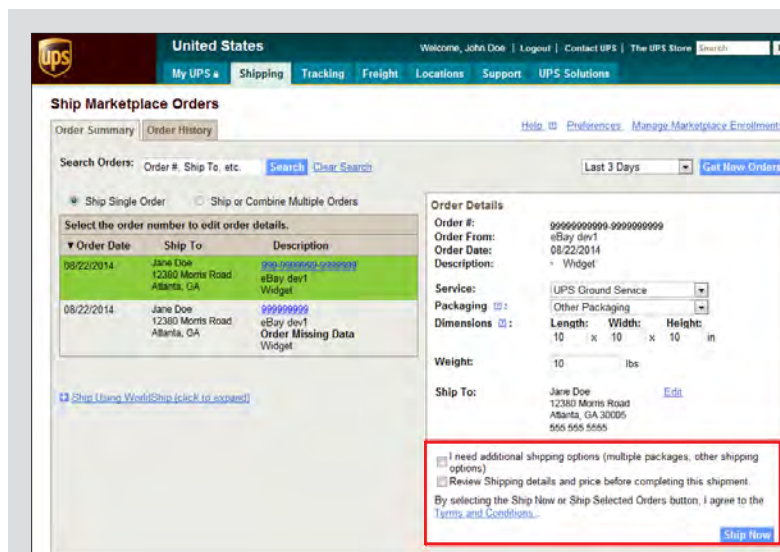 ups
United States
Welcome, John Doe | Logout | Contact UPS | The UPS Store Search
My UPS Shipping Tracking Freight Locations Support UPS Solutions
Ship Marketplace Orders
Order Summary Order History
Help Preferences Manage Marketplace Enrollment
Search Orders: Order #, Ship To, etc. Search Clear Search
Last 3 Days Get New Orders
Ship Single Order Ship or Combine Multiple Orders
Select the order number to edit order details.
▼ Order Date Ship To Description
08/22/2014 Jane Doe 999-9999999-9999999
12380 Morris Road eBay dev1
Atlanta, GA Widget
08/22/2014 Jane Doe 999999999
12380 Morris Road eBay dev1
Atlanta, GA Order Missing Data
Widget
Ship Using WorldShip (click to expand)
Order Details
Order #: 99999999999-9999999999
Order From: eBay dev1
Order Date: 08/22/2014
Description: Widget
Service: UPS Ground Service
Packaging : Other Packaging
Dimensions : Length: Width: Height:
10 x 10 x 10 in
Weight: 10 lbs
Ship To: Jane Doe Edit
12380 Morris Road
Atlanta, GA 30005
555 555 5555
I need additional shipping options (multiple packages, other shipping
options)
Review Shipping details and price before completing this shipment.
By selecting the Ship Now or Ship Selected Orders button, I agree to the
Terms and Conditions .
Ship Now